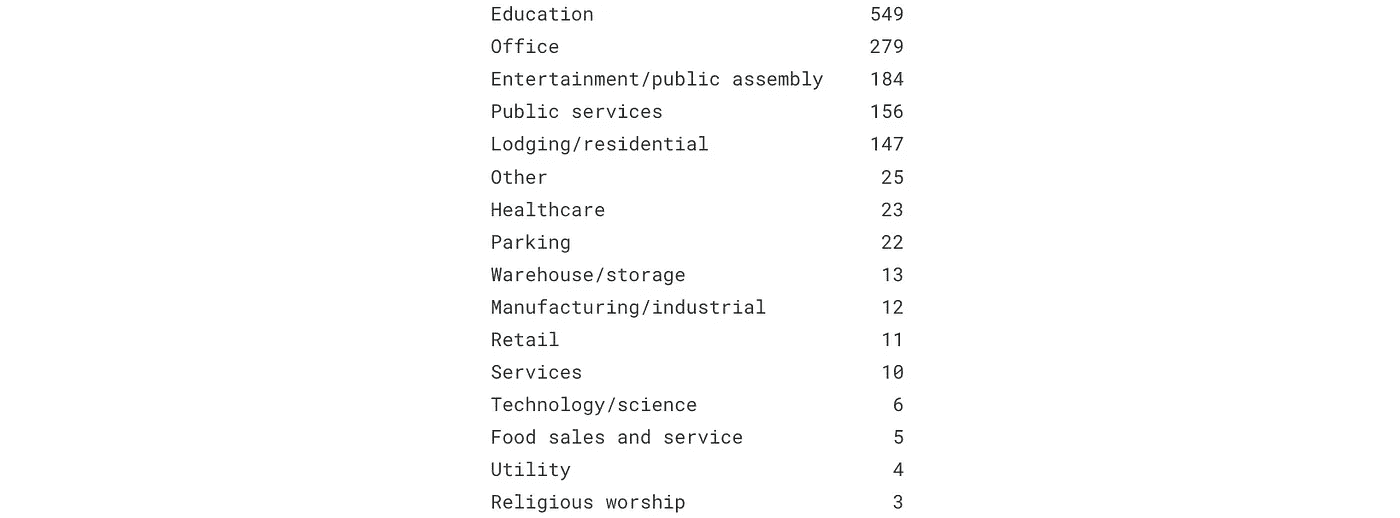 Education 549
Office 279
Entertainment/public assembly 184
Public services 156
Lodging/residential 147
Other 25
Healthcare 23
Parking 22
Warehouse/storage 13
Manufacturing/industrial 12
Retail 11
Services 10
Technology/science 6
Food sales and service 5
Utility 4
Religious worship 3